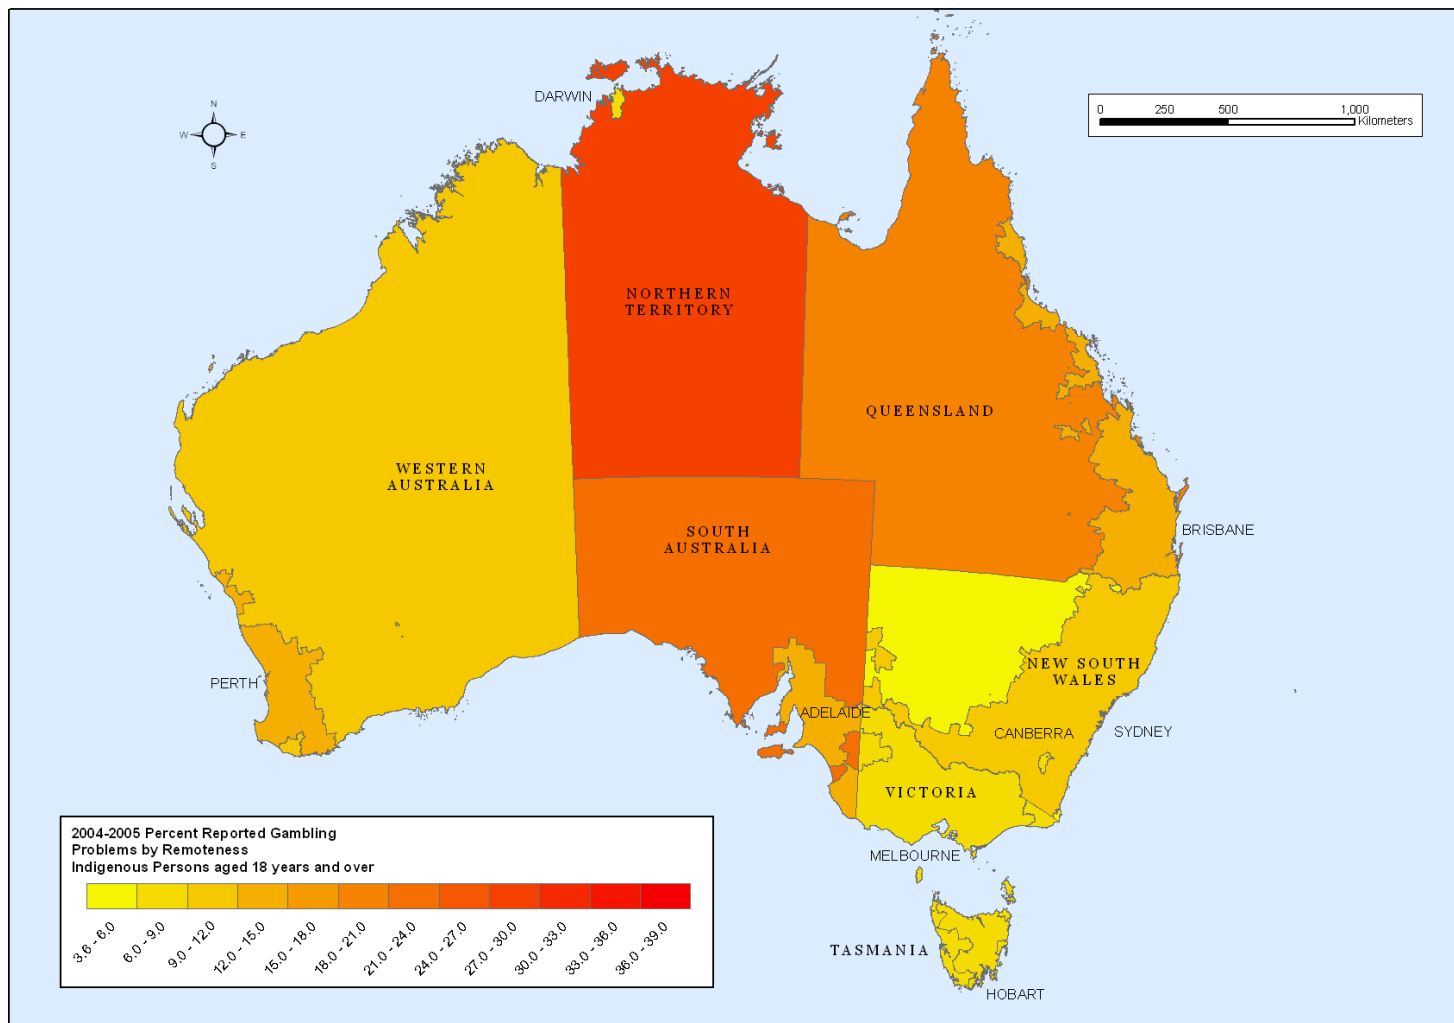 DARWIN
N
W E
S
0 250 500 1,000
Kilometers
NORTHERN
TERRITORY
QUEENSLAND
WESTERN
AUSTRALIA
SOUTH
AUSTRALIA
BRISBANE
NEW SOUTH
WALES
PERTH
ADELAIDE
CANBERRA
SYDNEY
VICTORIA
MELBOURNE
TASMANIA
HOBART
2004-2005 Percent Reported Gambling
Problems by Remoteness
Indigenous Persons aged 18 years and over
3.6 - 6.0
6.0 - 9.0
9.0 - 12.0
12.0 - 15.0
15.0 - 18.0
18.0 - 21.0
21.0 - 24.0
24.0 - 27.0
27.0 - 30.0
30.0 - 33.0
33.0 - 36.0
36.0 - 39.0